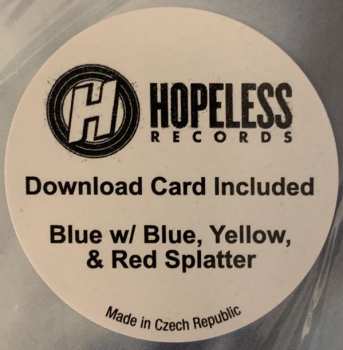 H HOPELESS
RECORDS
Download Card Included
Blue w/ Blue, Yellow,
& Red Splatter
Made in Czech Republic